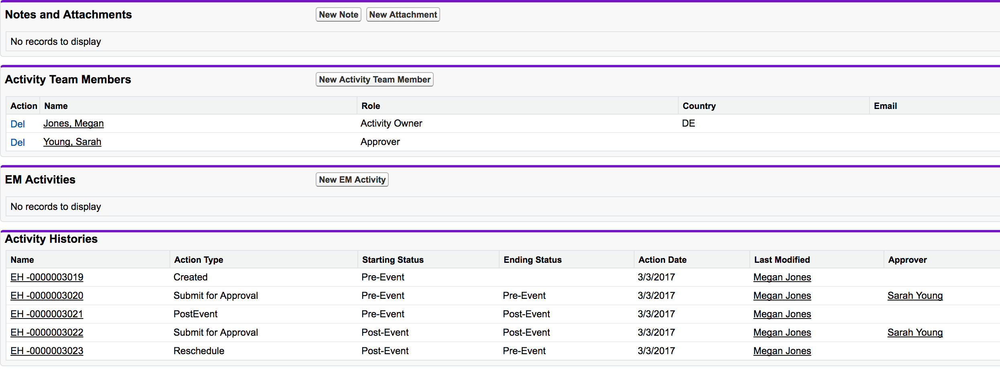 Notes and Attachments New Note New Attachment
No records to display
Activity Team Members New Activity Team Member
Action Name Role Country Email
Del Jones, Megan Activity Owner DE
Del Young, Sarah Approver
EM Activities New EM Activity
No records to display
Activity Histories
Name Action Type Starting Status Ending Status Action Date Last Modified Approver
EH -0000003019 Created Pre-Event 3/3/2017 Megan Jones
EH -0000003020 Submit for Approval Pre-Event Pre-Event 3/3/2017 Megan Jones Sarah Young
EH -0000003021 PostEvent Pre-Event Post-Event 3/3/2017 Megan Jones
EH -0000003022 Submit for Approval Post-Event Post-Event 3/3/2017 Megan Jones Sarah Young
EH -0000003023 Reschedule Post-Event Pre-Event 3/3/2017 Megan Jones